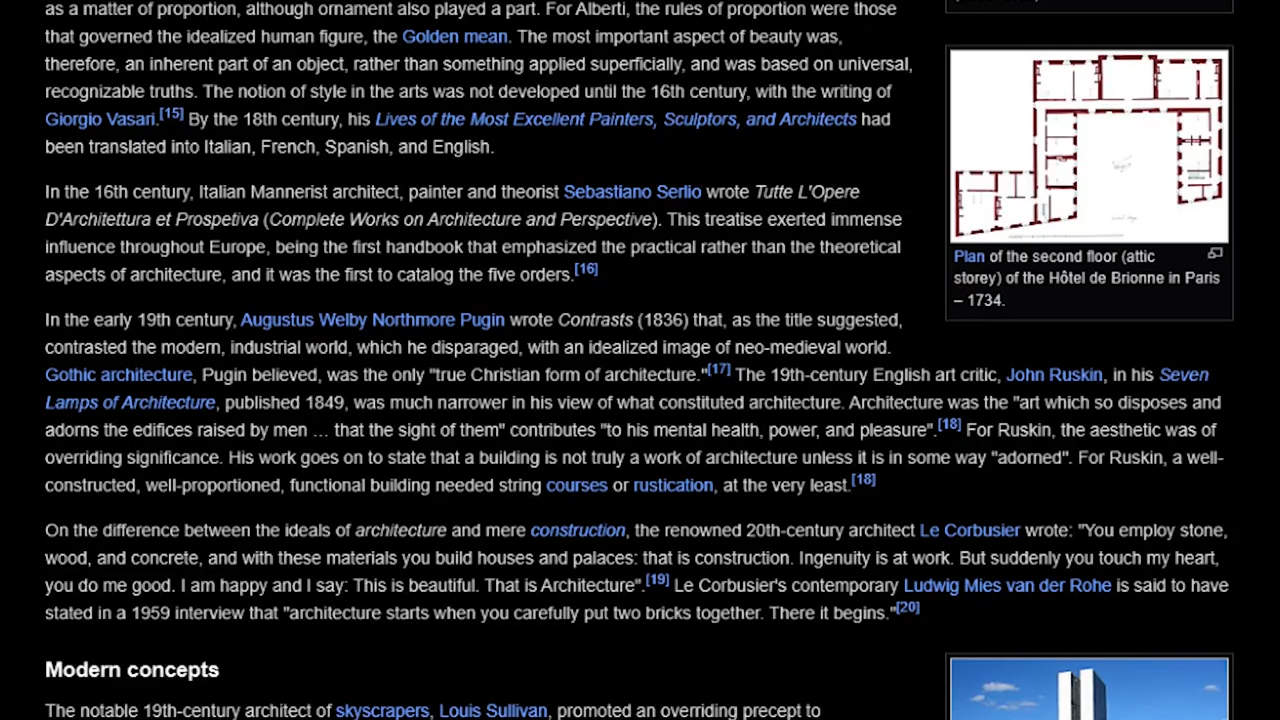 as a matter of proportion, although ornament also played a part. For Alberti, the rules of proportion were those
that governed the idealized human figure, the Golden mean. The most important aspect of beauty was,
therefore, an inherent part of an object, rather than something applied superficially, and was based on universal,
recognizable truths. The notion of style in the arts was not developed until the 16th century, with the writing of
Giorgio Vasari.[15] By the 18th century, his Lives of the Most Excellent Painters, Sculptors, and Architects had
been translated into Italian, French, Spanish, and English.
In the 16th century, Italian Mannerist architect, painter and theorist Sebastiano Serlio wrote Tutte L'Opere
D'Architettura et Prospetiva (Complete Works on Architecture and Perspective). This treatise exerted immense
influence throughout Europe, being the first handbook that emphasized the practical rather than the theoretical
aspects of architecture, and it was the first to catalog the five orders.[16]
In the early 19th century, Augustus Welby Northmore Pugin wrote Contrasts (1836) that, as the title suggested,
contrasted the modern, industrial world, which he disparaged, with an idealized image of neo-medieval world.
Gothic architecture, Pugin believed, was the only "true Christian form of architecture."[17] The 19th-century English art critic, John Ruskin, in his Seven
Lamps of Architecture, published 1849, was much narrower in his view of what constituted architecture. Architecture was the "art which so disposes and
adorns the edifices raised by men ... that the sight of them" contributes "to his mental health, power, and pleasure".[18] For Ruskin, the aesthetic was of
overriding significance. His work goes on to state that a building is not truly a work of architecture unless it is in some way "adorned". For Ruskin, a well-
constructed, well-proportioned, functional building needed string courses or rustication, at the very least.[18]
On the difference between the ideals of architecture and mere construction, the renowned 20th-century architect Le Corbusier wrote: "You employ stone,
wood, and concrete, and with these materials you build houses and palaces: that is construction. Ingenuity is at work. But suddenly you touch my heart,
you do me good. I am happy and I say: This is beautiful. That is Architecture".[19] Le Corbusier's contemporary Ludwig Mies van der Rohe is said to have
stated in a 1959 interview that "architecture starts when you carefully put two bricks together. There it begins."[20]
Modern concepts
The notable 19th-century architect of skyscrapers, Louis Sullivan, promoted an overriding precept to
Plan of the second floor (attic
storey) of the Hôtel de Brionne in Paris
– 1734.